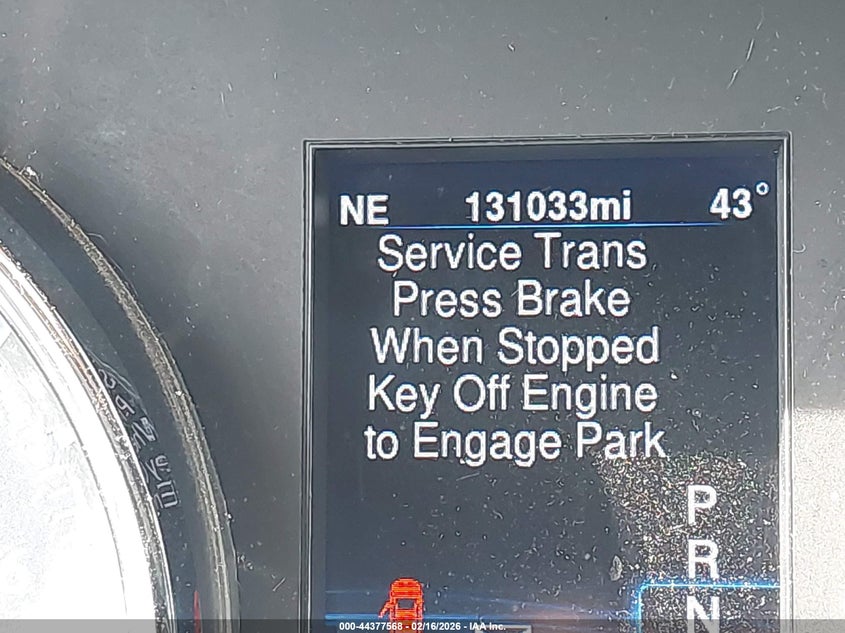 NE 131033mi 43°
Service Trans
Press Brake
When Stopped
Key Off Engine
to Engage Park
P
R
N
000-44377568 - 02/16/2026 - IAA Inc.